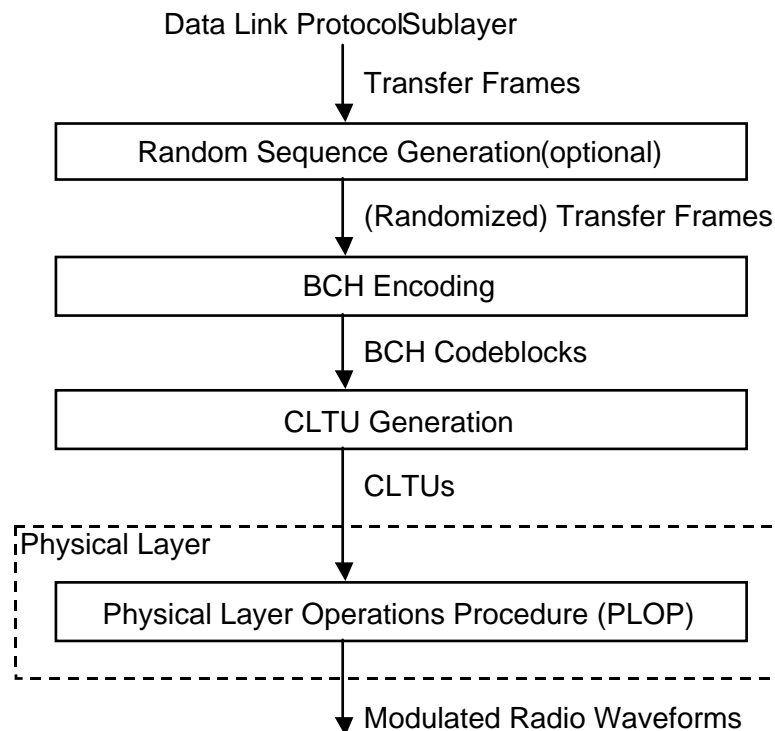 Data Link ProtocolSublayer
Transfer Frames
Random Sequence Generation(optional)
(Randomized) Transfer Frames
BCH Encoding
BCH Codeblocks
CLTU Generation
CLTUs
Physical Layer
Physical Layer Operations Procedure (PLOP)
Modulated Radio Waveforms